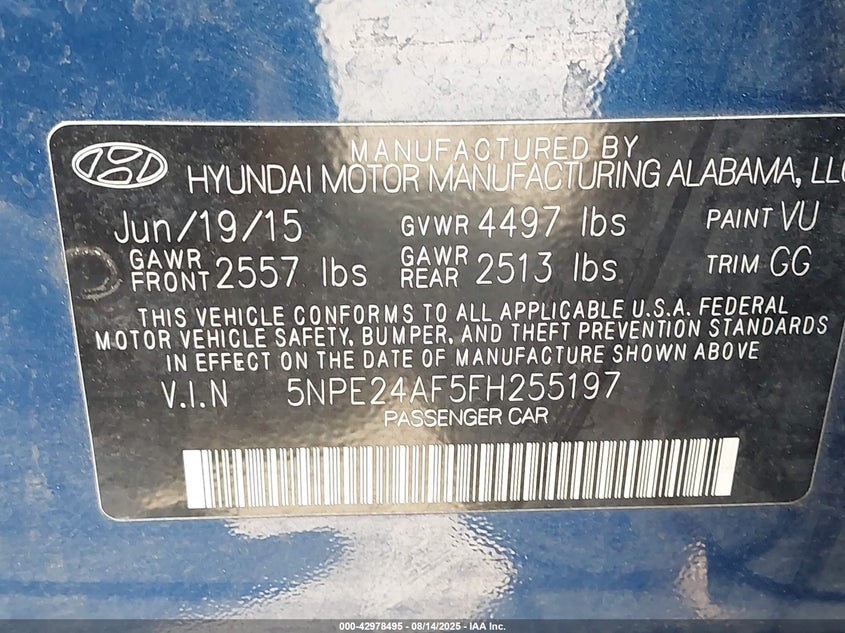 MANUFACTURED BY
HYUNDAI MOTOR MANUFACTURING ALABAMA, LLC
Jun/19/15 GVWR 4497 lbs PAINT VU
GAWR FRONT 2557 lbs GAWR REAR 2513 lbs TRIM GG
THIS VEHICLE CONFORMS TO ALL APPLICABLE U.S.A. FEDERAL
MOTOR VEHICLE SAFETY, BUMPER, AND THEFT PREVENTION STANDARDS
IN EFFECT ON THE DATE OF MANUFACTURE SHOWN ABOVE
V.I.N 5NPE24AF5FH255197
PASSENGER CAR
000-42978495 - 08/14/2025 - IAA Inc.